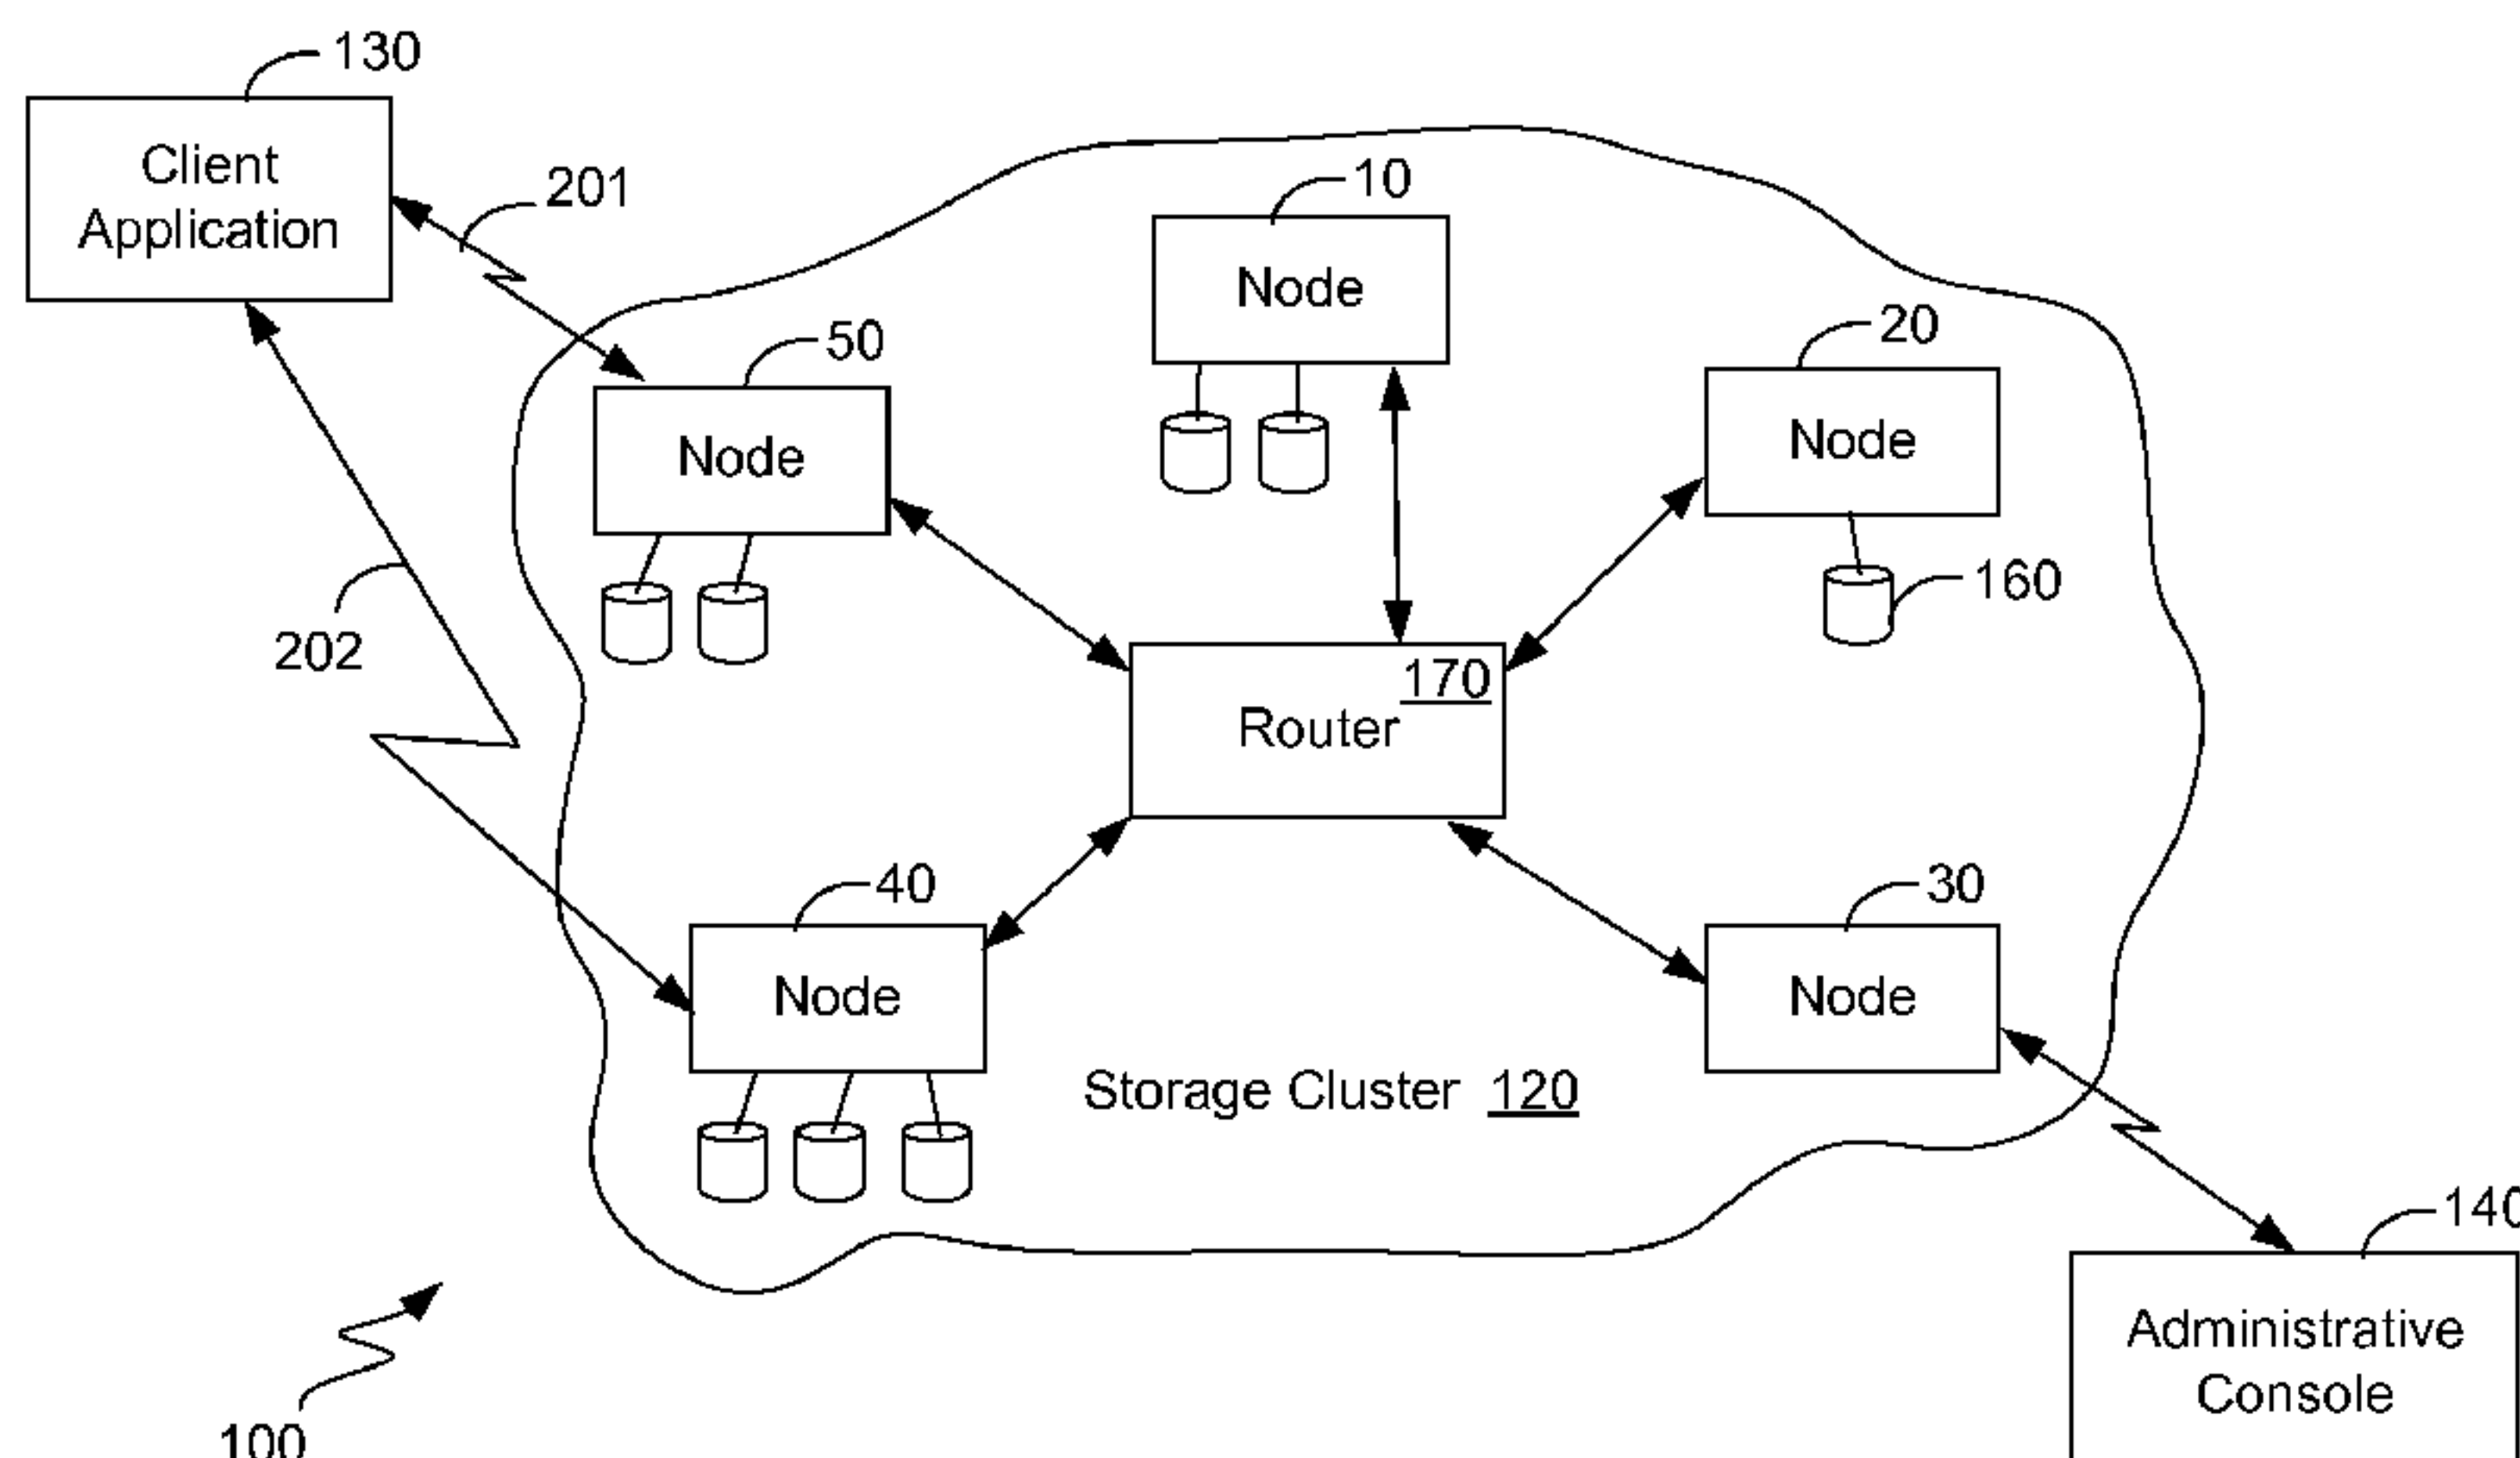 130
Client
Application
201
10
Node
50
Node
20
Node
160
202
170
Router
40
Node
30
Node
Storage Cluster 120
140
Administrative
Console
100